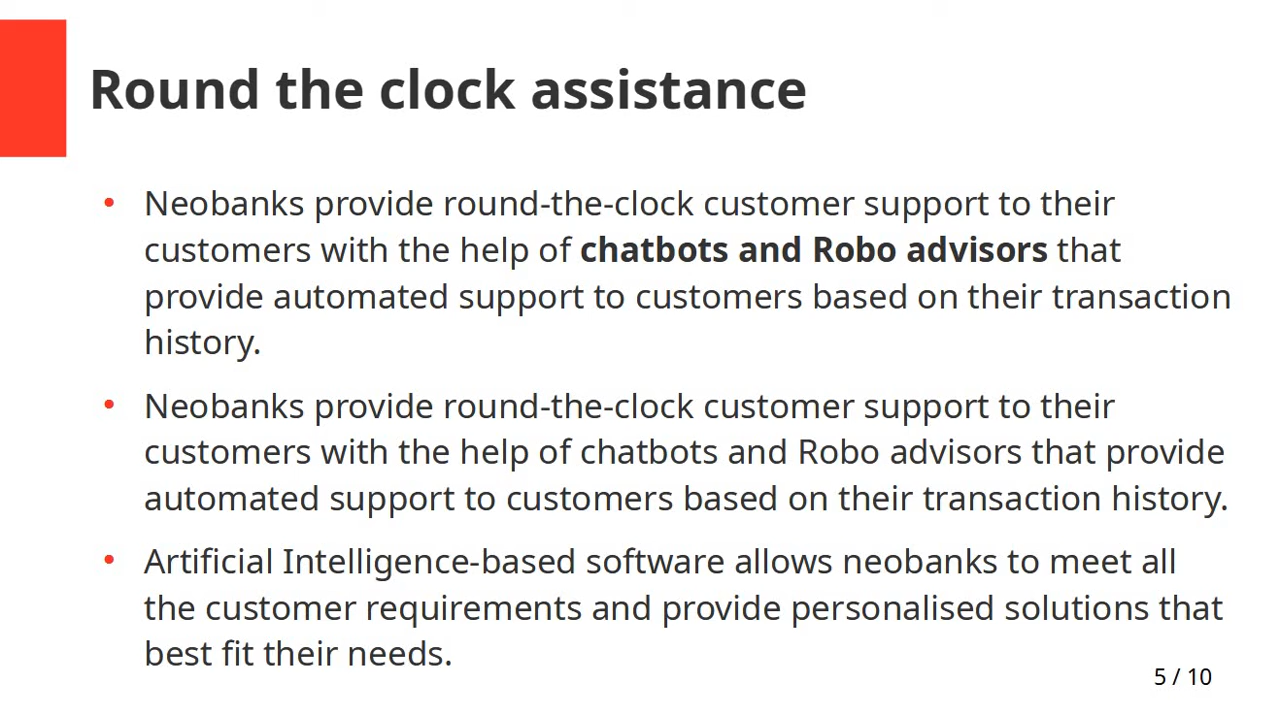 Round the clock assistance
• Neobanks provide round-the-clock customer support to their
customers with the help of chatbots and Robo advisors that
provide automated support to customers based on their transaction
history.
• Neobanks provide round-the-clock customer support to their
customers with the help of chatbots and Robo advisors that provide
automated support to customers based on their transaction history.
• Artificial Intelligence-based software allows neobanks to meet all
the customer requirements and provide personalised solutions that
best fit their needs.
5 / 10